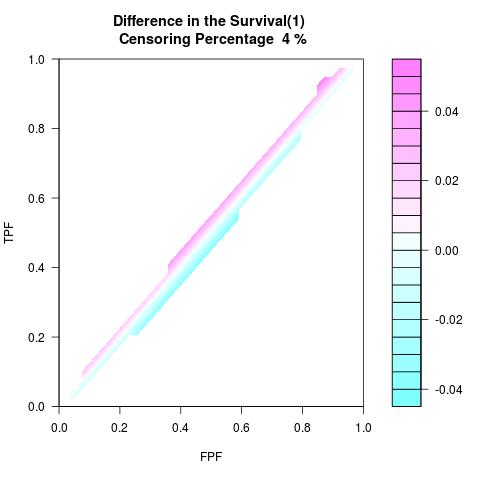 Difference in the Survival(1)
Censoring Percentage 4 %
1.0
0.8
0.6
0.4
0.2
0.0
TPF
0.0 0.2 0.4 0.6 0.8 1.0
FPF
0.04
0.02
0.00
-0.02
-0.04